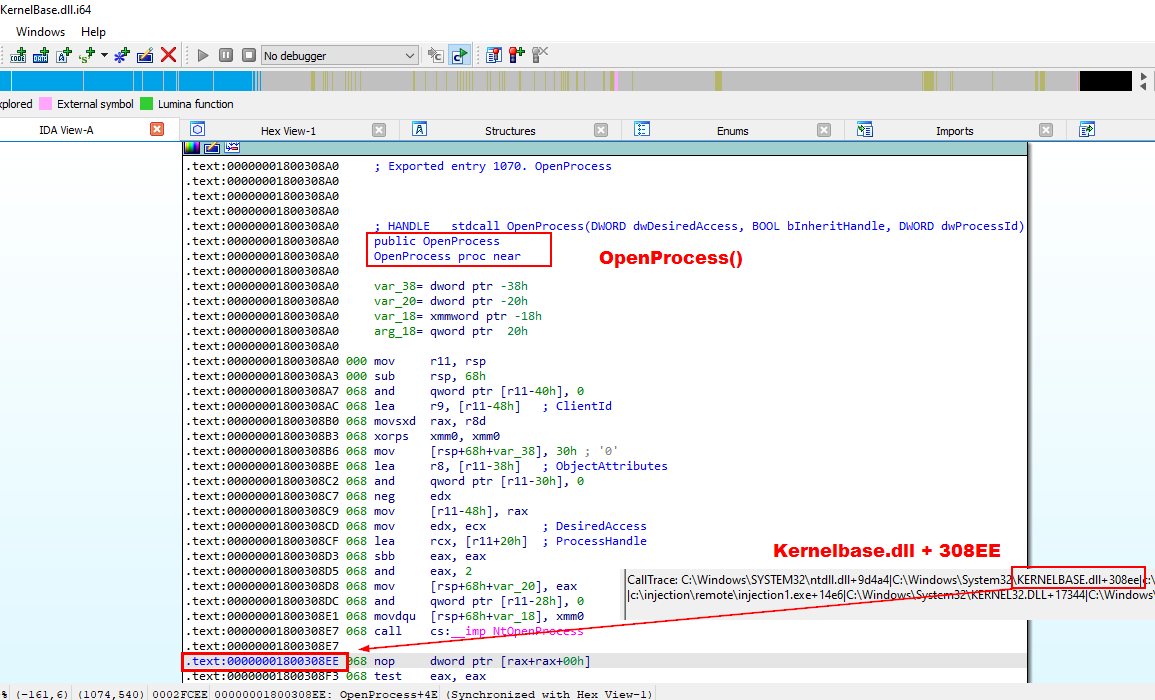 KernelBase.dll.i64
Windows Help
No debugger
xplored External symbol Lumina function
IDA View-A Hex View-1 Structures Enums Imports
.text:00000001800308A0 ; Exported entry 1070. OpenProcess
.text:00000001800308A0
.text:00000001800308A0
.text:00000001800308A0
.text:00000001800308A0 ; HANDLE __stdcall OpenProcess(DWORD dwDesiredAccess, BOOL bInheritHandle, DWORD dwProcessId)
.text:00000001800308A0 public OpenProcess
.text:00000001800308A0 OpenProcess proc near
OpenProcess()
.text:00000001800308A0
.text:00000001800308A0 var_38= dword ptr -38h
.text:00000001800308A0 var_20= dword ptr -20h
.text:00000001800308A0 var_18= xmmword ptr -18h
.text:00000001800308A0 arg_18= qword ptr  20h
.text:00000001800308A0
.text:00000001800308A0 000 mov r11, rsp
.text:00000001800308A3 000 sub rsp, 68h
.text:00000001800308A7 068 and qword ptr [r11-40h], 0
.text:00000001800308AC 068 lea r9, [r11-48h] ; ClientId
.text:00000001800308B0 068 movsxd rax, r8d
.text:00000001800308B3 068 xorps xmm0, xmm0
.text:00000001800308B6 068 mov [rsp+68h+var_38], 30h ; '0'
.text:00000001800308BE 068 lea r8, [r11-38h] ; ObjectAttributes
.text:00000001800308C2 068 and qword ptr [r11-30h], 0
.text:00000001800308C7 068 neg edx
.text:00000001800308C9 068 mov [r11-48h], rax
.text:00000001800308CD 068 mov edx, ecx ; DesiredAccess
.text:00000001800308CF 068 lea rcx, [r11+20h] ; ProcessHandle
.text:00000001800308D3 068 sbb eax, eax
.text:00000001800308D5 068 and eax, 2
.text:00000001800308D7 068 mov [rsp+68h+var_20], eax
.text:00000001800308DC 068 and qword ptr [r11-28h], 0
.text:00000001800308E1 068 movdqu [rsp+68h+var_18], xmm0
.text:00000001800308E7 068 call cs:__imp_NtOpenProcess
.text:00000001800308E7
.text:00000001800308EE 068 nop dword ptr [rax+rax+00h]
.text:00000001800308F3 068 test eax, eax
Kernelbase.dll + 308EE
CallTrace: C:\Windows\SYSTEM32\ntdll.dll+9d4a4|C:\Windows\System32\KERNELBASE.dll+308ee|c:\
|c:\injection\remote\injection1.exe+14e6|C:\Windows\System32\KERNEL32.DLL+17344|C:\Windows
% (-161,6) (1074,540) 0002FCEE 00000001800308EE: OpenProcess+4E (Synchronized with Hex View-1)